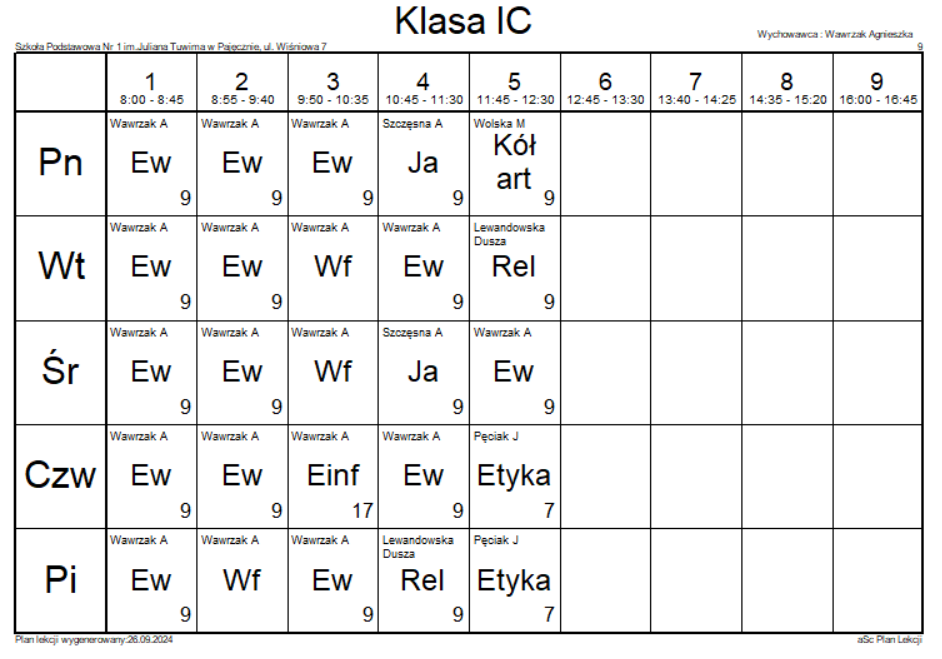 Klasa IC
Szkoła Podstawowa Nr 1 im.Juliana Tuwima w Pajęcznie, ul. Wiśniowa 7
Wychowawca : Wawrzak Agnieszka
9
1 2 3 4 5 6 7 8 9
8:00 - 8:45 8:55 - 9:40 9:50 - 10:35 10:45 - 11:30 11:45 - 12:30 12:45 - 13:30 13:40 - 14:25 14:35 - 15:20 16:00 - 16:45
Pn
Wawrzak A Wawrzak A Wawrzak A Szczęsna A Wolska M
Ew Ew Ew Ja Kół
art
9 9 9 9 9
Wt
Wawrzak A Wawrzak A Wawrzak A Wawrzak A Lewandowska
Dusza
Ew Ew Wf Ew Rel
9 9 9 9
Śr
Wawrzak A Wawrzak A Wawrzak A Szczęsna A Wawrzak A
Ew Ew Wf Ja Ew
9 9 9 9
Czw
Wawrzak A Wawrzak A Wawrzak A Wawrzak A Pęciak J
Ew Ew Einf Ew Etyka
9 9 17 9 7
Pi
Wawrzak A Wawrzak A Wawrzak A Lewandowska Pęciak J
Dusza
Ew Wf Ew Rel Etyka
9 9 9 7
Plan lekcji wygenerowany:26.09.2024
aSc Plan Lekcji